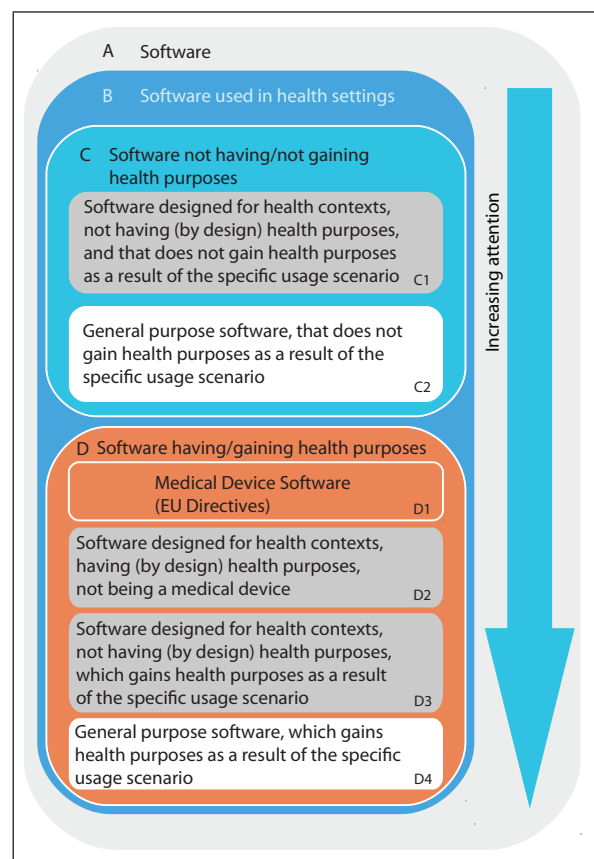 A Software
B Software used in health settings
C Software not having/not gaining
health purposes
Software designed for health contexts,
not having (by design) health purposes,
and that does not gain health purposes
as a result of the specific usage scenario C1
General purpose software, that does not
gain health purposes as a result of the
specific usage scenario
C2
D Software having/gaining health purposes
Medical Device Software
(EU Directives) D1
Software designed for health contexts,
having (by design) health purposes,
not being a medical device D2
Software designed for health contexts,
not having (by design) health purposes,
which gains health purposes as a result
of the specific usage scenario D3
General purpose software, which gains
health purposes as a result of the specific
usage scenario D4
Increasing attention